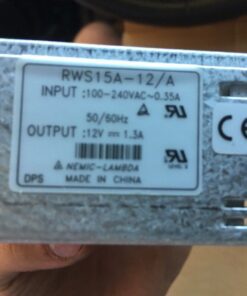 RWS15A-12/A
INPUT :100-240VAC~0.35A
50/60Hz
OUTPUT :12V⎓1.3A
NEMIC-LAMBDA
DPS MADE IN CHINA
CE